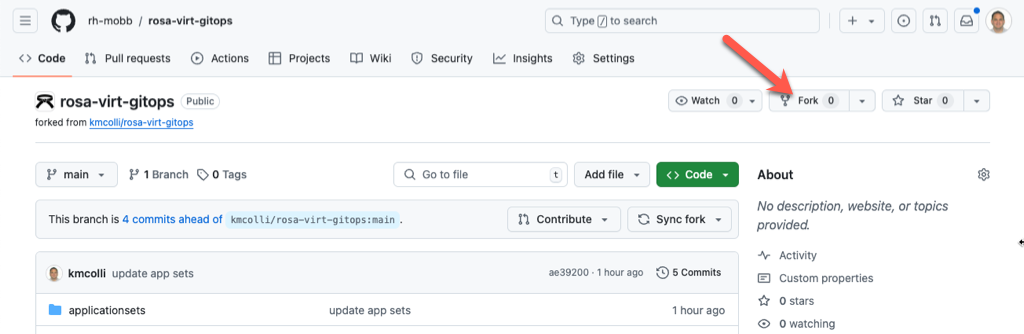 rh-mobb / rosa-virt-gitops
Type / to search
Code Pull requests Actions Projects Wiki Security Insights Settings
rosa-virt-gitops Public
Watch 0 Fork 0 Star 0
forked from kmcolli/rosa-virt-gitops
main 1 Branch 0 Tags Go to file t Add file Code
About
No description, website, or topics
provided.
This branch is 4 commits ahead of kmcolli/rosa-virt-gitops:main .
Contribute Sync fork
Activity
kmcolli update app sets ae39200 · 1 hour ago 5 Commits
Custom properties
0 stars
applicationsets update app sets 1 hour ago
0 watching